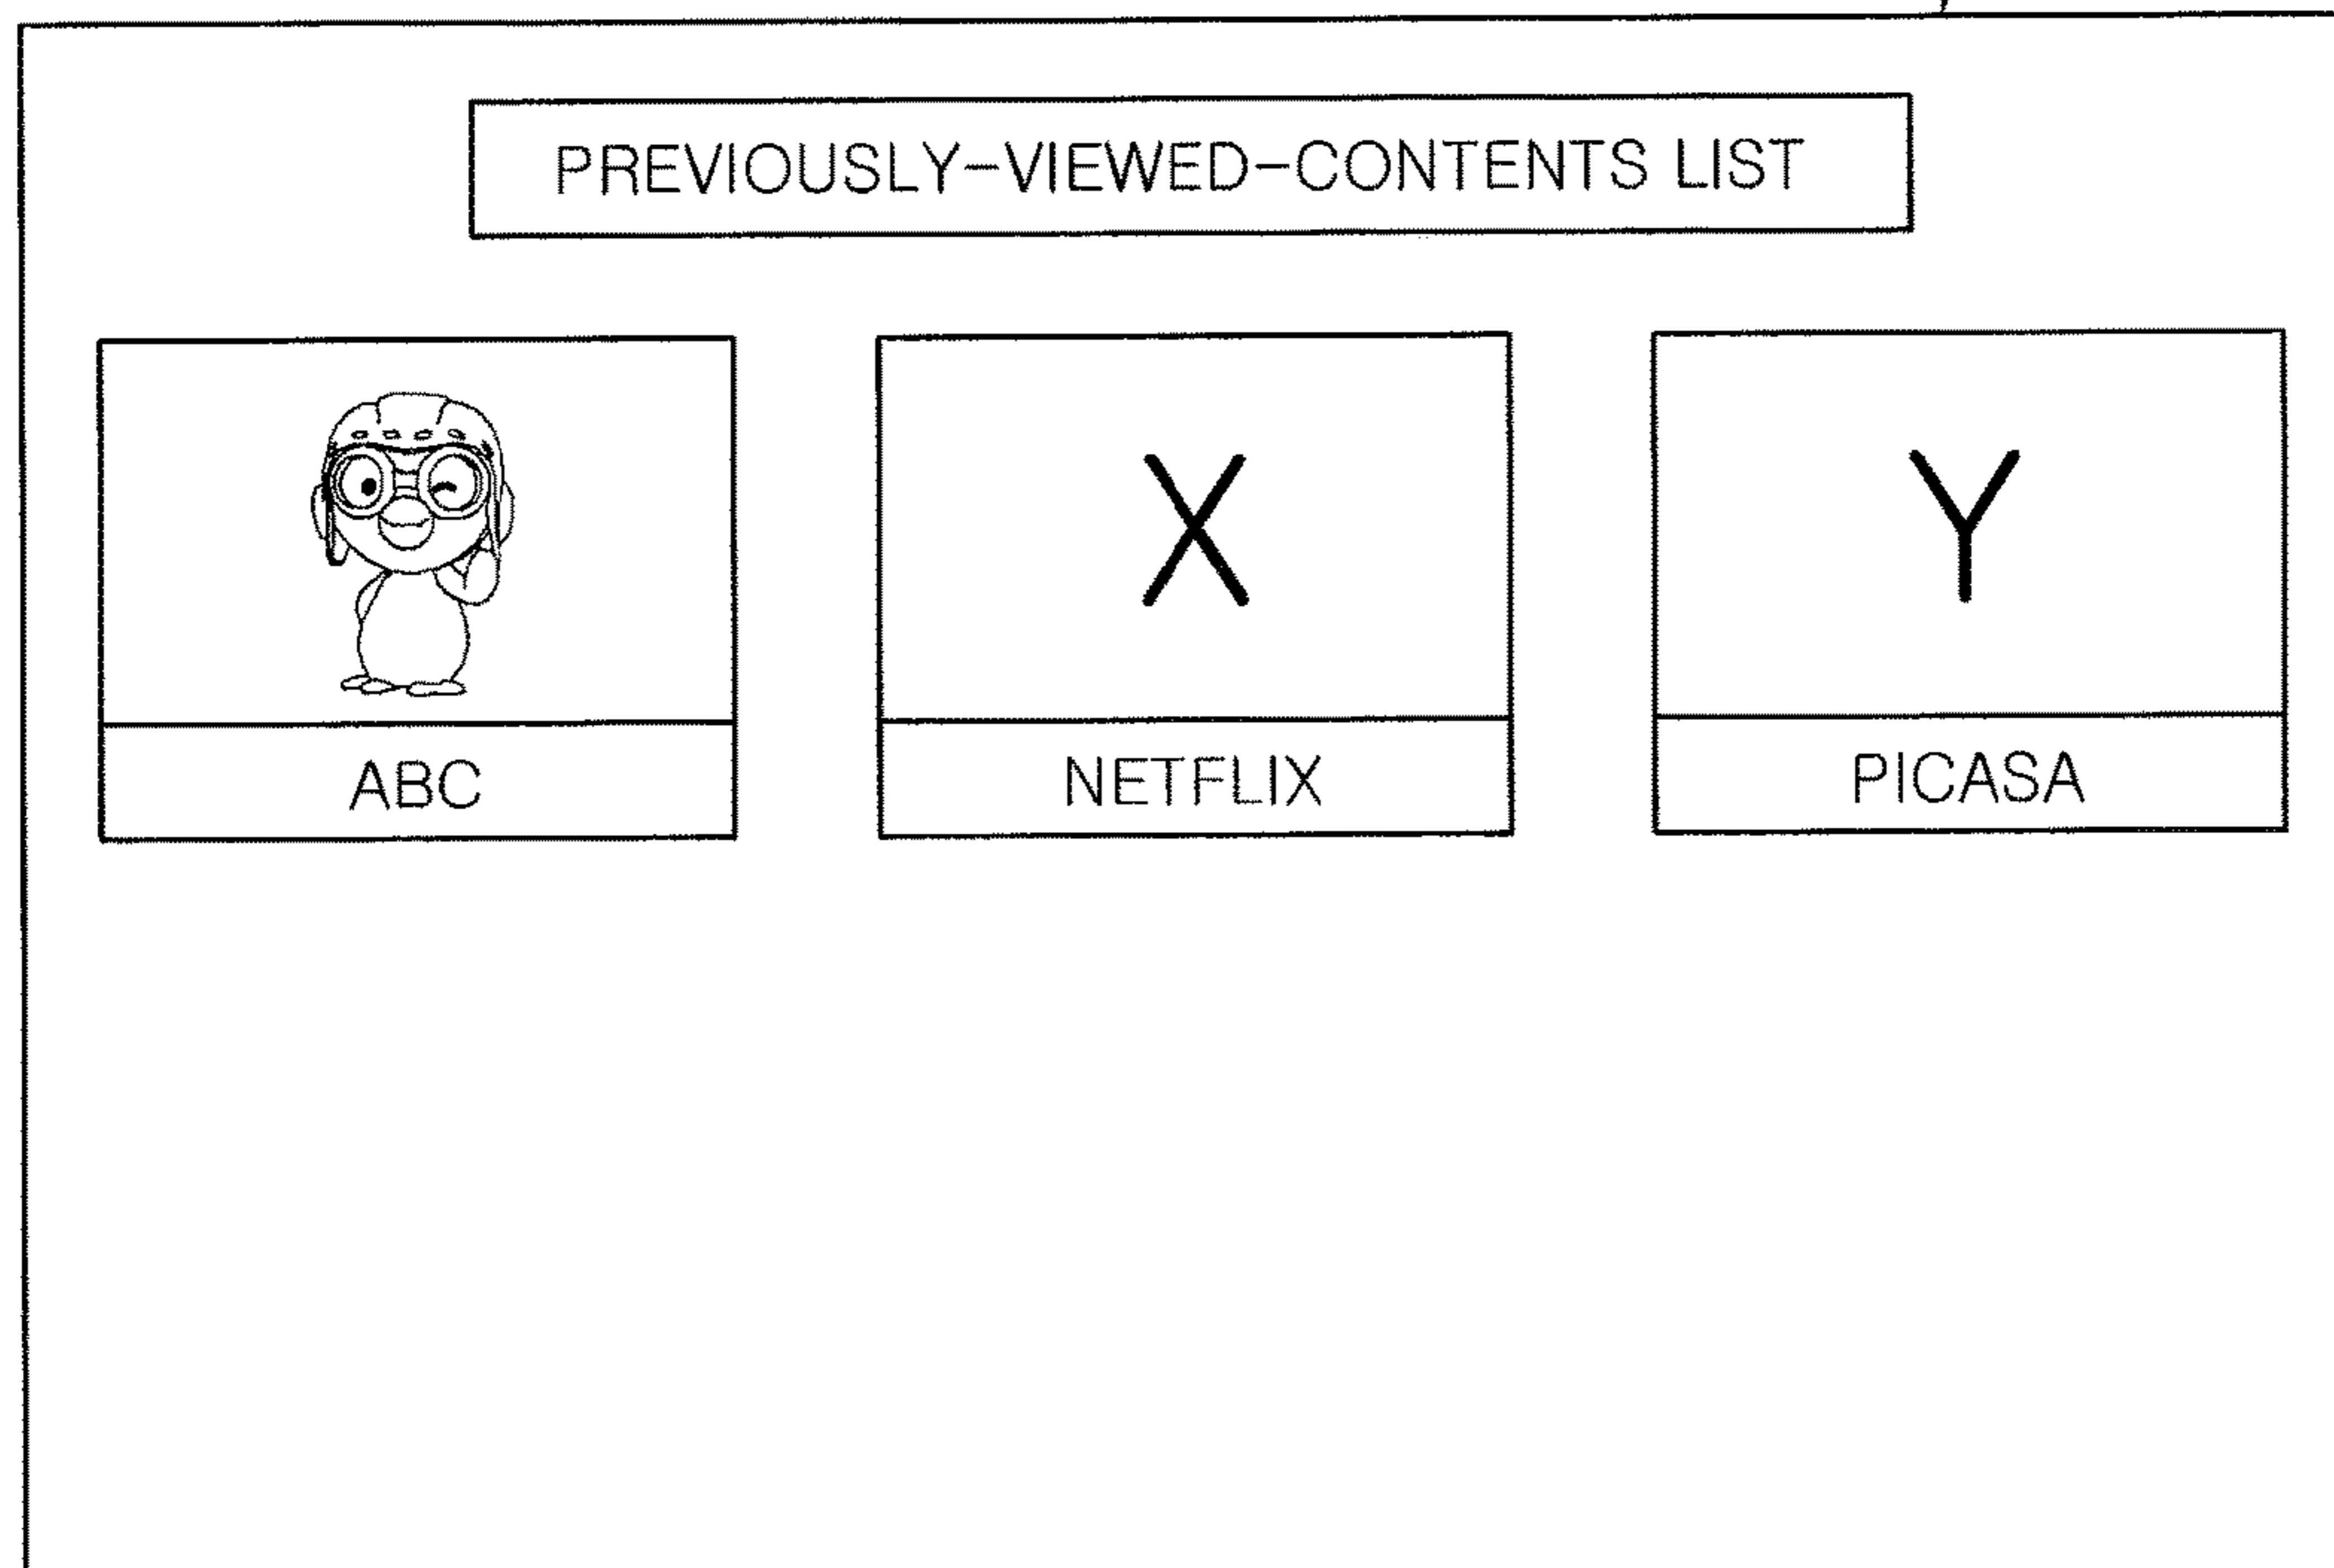 PREVIOUSLY-VIEWED-CONTENTS LIST
X
Y
ABC
NETFLIX
PICASA